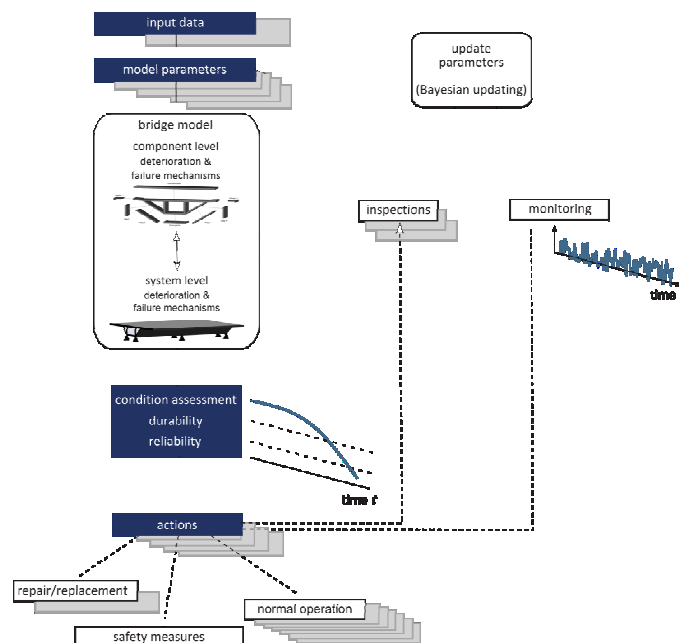 input data
model parameters
update
parameters
(Bayesian updating)
bridge model
component level
deterioration &
failure mechanisms
system level
deterioration &
failure mechanisms
inspections
monitoring
time
condition assessment
durability
reliability
time t
actions
repair/replacement
normal operation
safety measures